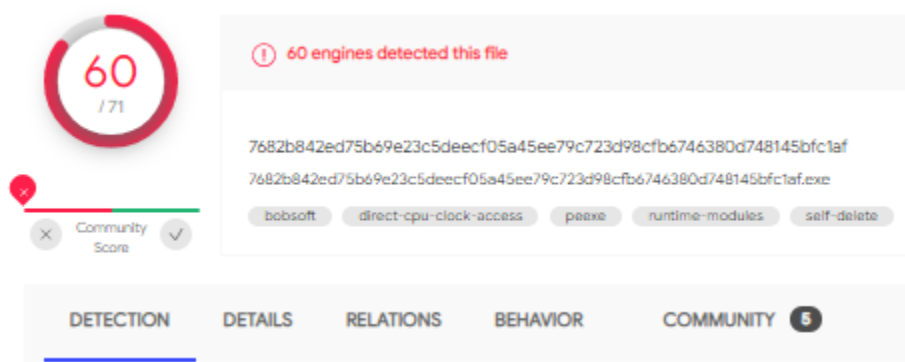 60
/ 71
60 engines detected this file
7682b842ed75b69e23c5deecf05a45ee79c723d98cfb6746380d748145bfc1af
7682b842ed75b69e23c5deecf05a45ee79c723d98cfb6746380d748145bfc1af.exe
bobsoft direct-cpu-clock-access peexe runtime-modules self-delete
Community
Score
DETECTION DETAILS RELATIONS BEHAVIOR COMMUNITY 5